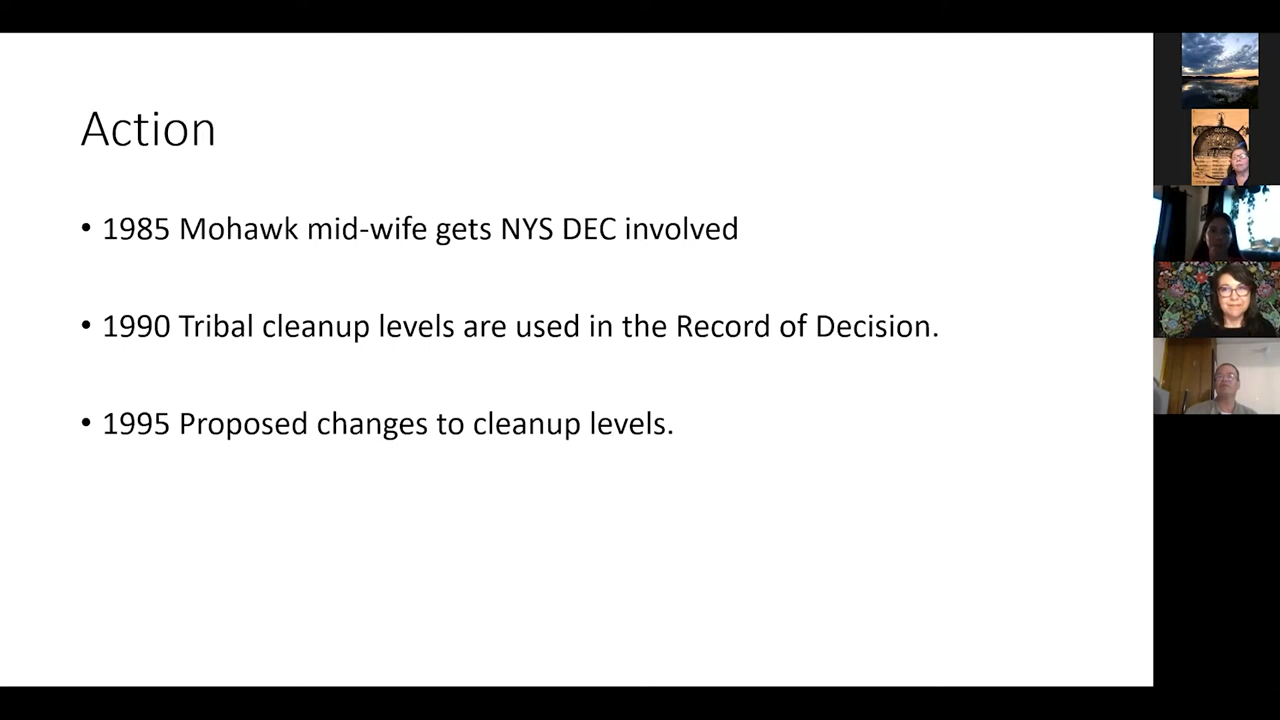 Action
• 1985 Mohawk mid-wife gets NYS DEC involved
• 1990 Tribal cleanup levels are used in the Record of Decision.
• 1995 Proposed changes to cleanup levels.